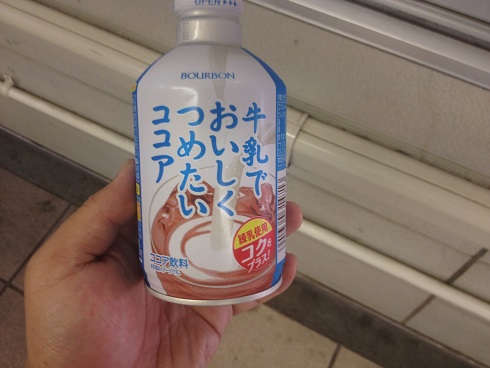 OPEN
BOURBON
牛乳で
おいしく
つめたい
ココア
練乳使用
コクを
プラス!
ココア飲料